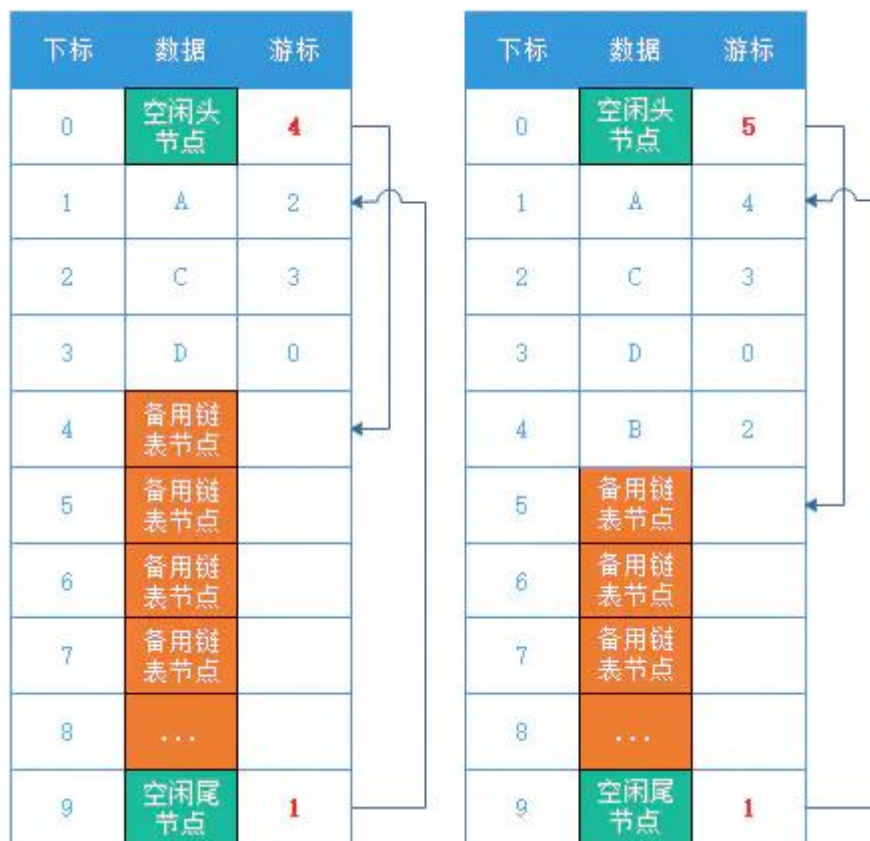 下标 数据 游标
0 空闲头节点 4
1 A 2
2 C 3
3 D 0
4 备用链表节点
5 备用链表节点
6 备用链表节点
7 备用链表节点
8 ...
9 空闲尾节点 1
下标 数据 游标
0 空闲头节点 5
1 A 4
2 C 3
3 D 0
4 B 2
5 备用链表节点
6 备用链表节点
7 备用链表节点
8 ...
9 空闲尾节点 1